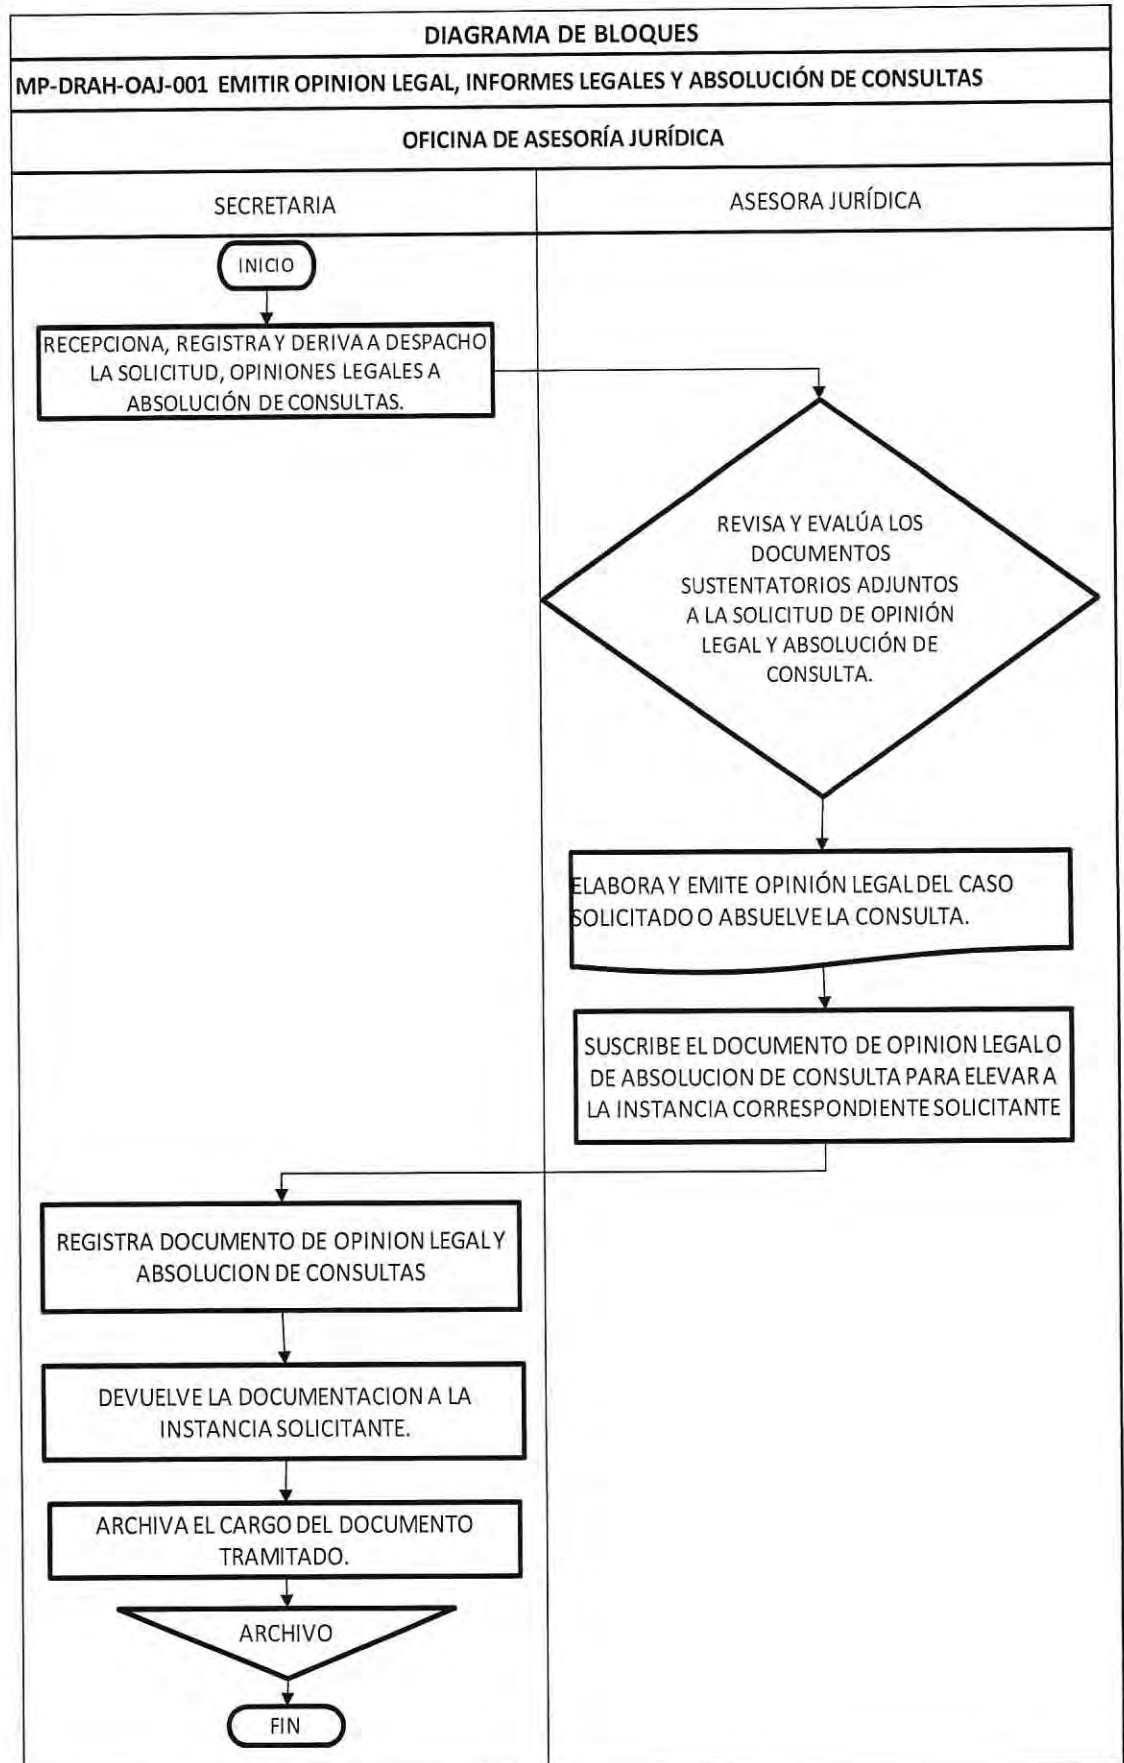 DIAGRAMA DE BLOQUES
MP-DRAH-OAJ-001 EMITIR OPINION LEGAL, INFORMES LEGALES Y ABSOLUCIÓN DE CONSULTAS
OFICINA DE ASESORÍA JURÍDICA
SECRETARIA
ASESORA JURÍDICA
INICIO
RECEPCIONA, REGISTRA Y DERIVA A DESPACHO
LA SOLICITUD, OPINIONES LEGALES A
ABSOLUCIÓN DE CONSULTAS.
REVISA Y EVALÚA LOS
DOCUMENTOS
SUSTENTATORIOS ADJUNTOS
A LA SOLICITUD DE OPINIÓN
LEGAL Y ABSOLUCIÓN DE
CONSULTA.
ELABORA Y EMITE OPINIÓN LEGAL DEL CASO
SOLICITADO O ABSUELVE LA CONSULTA.
SUSCRIBE EL DOCUMENTO DE OPINION LEGAL O
DE ABSOLUCION DE CONSULTA PARA ELEVAR A
LA INSTANCIA CORRESPONDIENTE SOLICITANTE
REGISTRA DOCUMENTO DE OPINION LEGAL Y
ABSOLUCION DE CONSULTAS
DEVUELVE LA DOCUMENTACION A LA
INSTANCIA SOLICITANTE.
ARCHIVA EL CARGO DEL DOCUMENTO
TRAMITADO.
ARCHIVO
FIN